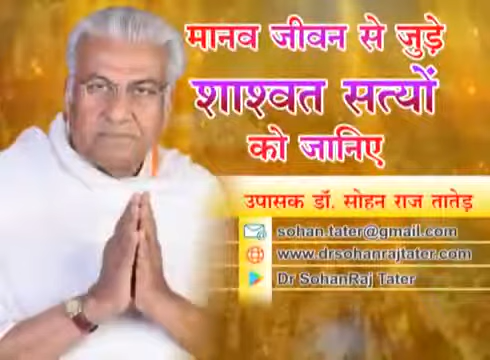 मानव जीवन से जुड़े
शाश्वत सत्यों
को जानिए
उपासक डॉ. सोहन राज तातेड़
sohan.tater@gmail.com
www.drsohanrajtater.com
Dr SohanRaj Tater